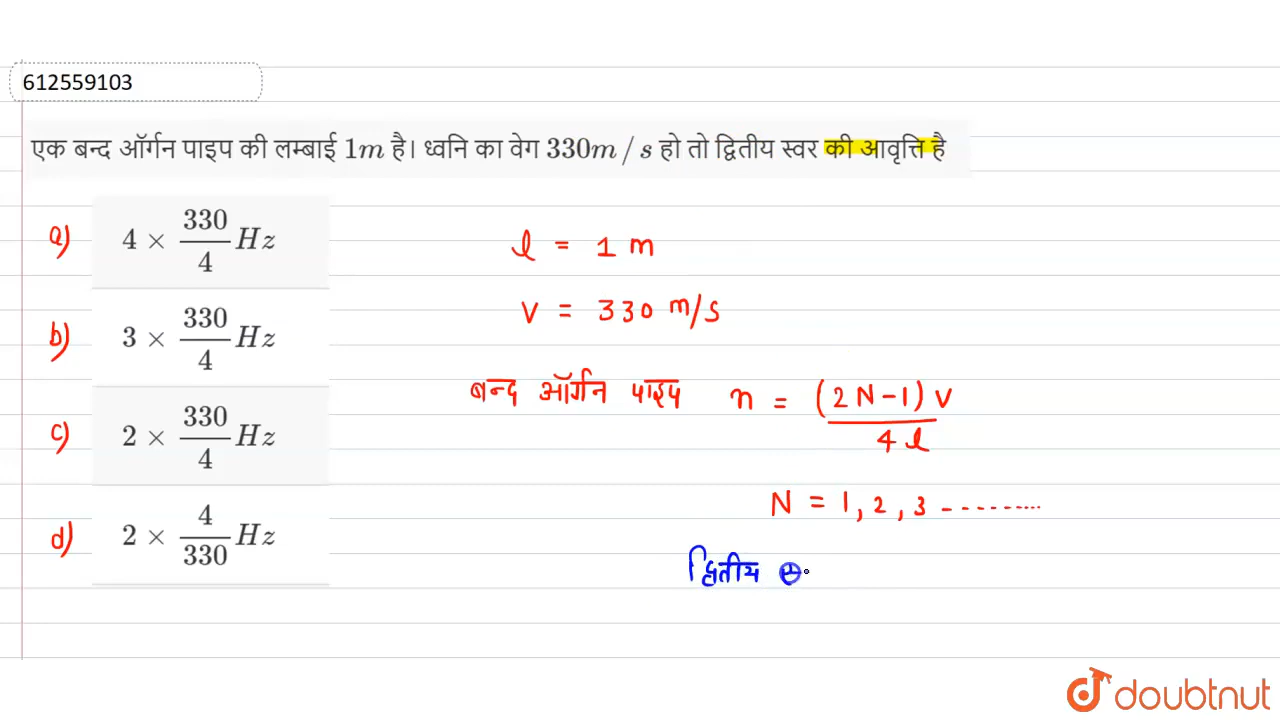 612559103
एक बन्द ऑर्गन पाइप की लम्बाई 1m है। ध्वनि का वेग 330m / s हो तो द्वितीय स्वर की आवृत्ति है
a) 4 × 330/4 Hz
b) 3 × 330/4 Hz
c) 2 × 330/4 Hz
d) 2 × 4/330 Hz
l = 1 m
v = 330 m/s
बन्द ऑर्गन पाइप n = (2N-1) v / 4l
N = 1, 2, 3 ---------
द्वितीय
doubtnut